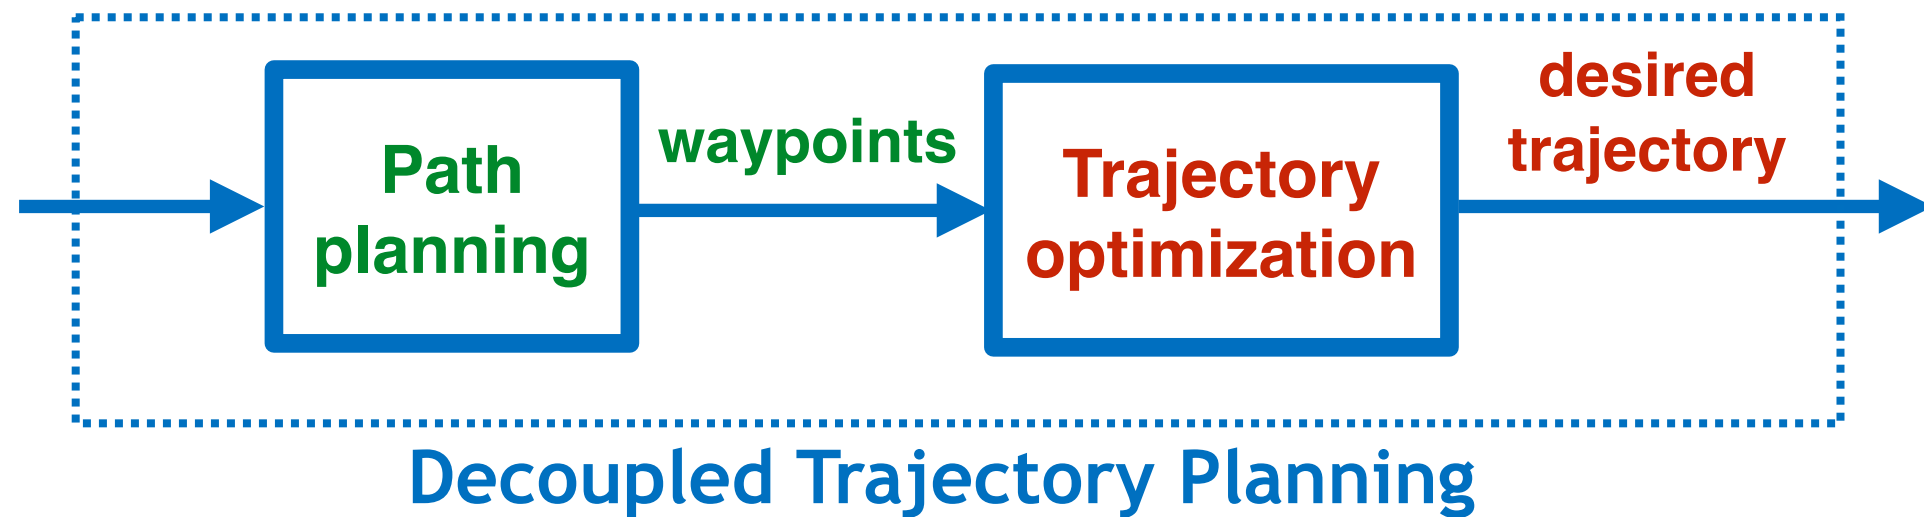 Path
planning
waypoints
Trajectory
optimization
desired
trajectory
Decoupled Trajectory Planning